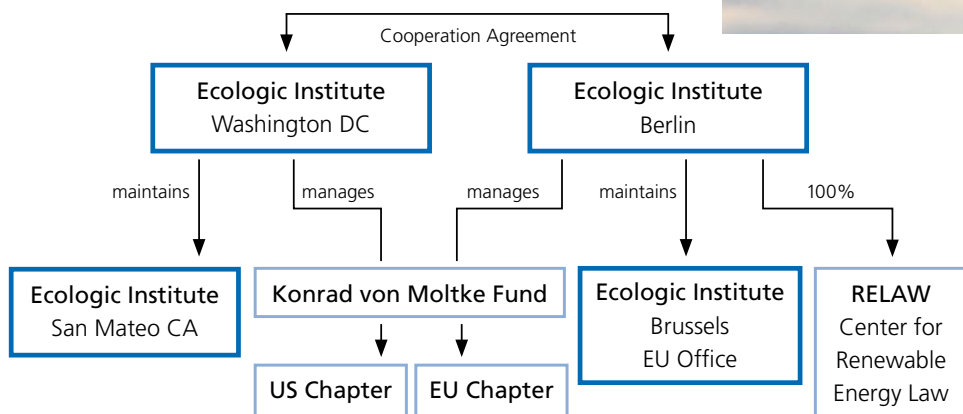 Cooperation Agreement
Ecologic Institute
Washington DC
Ecologic Institute
Berlin
maintains
manages
manages
maintains
100%
Ecologic Institute
San Mateo CA
Konrad von Moltke Fund
Ecologic Institute
Brussels
EU Office
RELAW
Center for
Renewable
Energy Law
US Chapter
EU Chapter